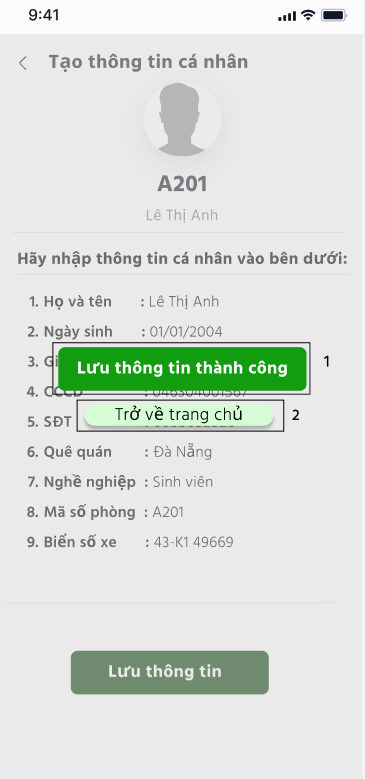 9:41
Tạo thông tin cá nhân
A201
Lê Thị Anh
Hãy nhập thông tin cá nhân vào bên dưới:
1. Họ và tên : Lê Thị Anh
2. Ngày sinh : 01/01/2004
3. Gi
Lưu thông tin thành công 1
4. CCCD : 046304001567
Trở về trang chủ 2
5. SĐT :
6. Quê quán : Đà Nẵng
7. Nghề nghiệp : Sinh viên
8. Mã số phòng : A201
9. Biển số xe : 43-K1 49669
Lưu thông tin